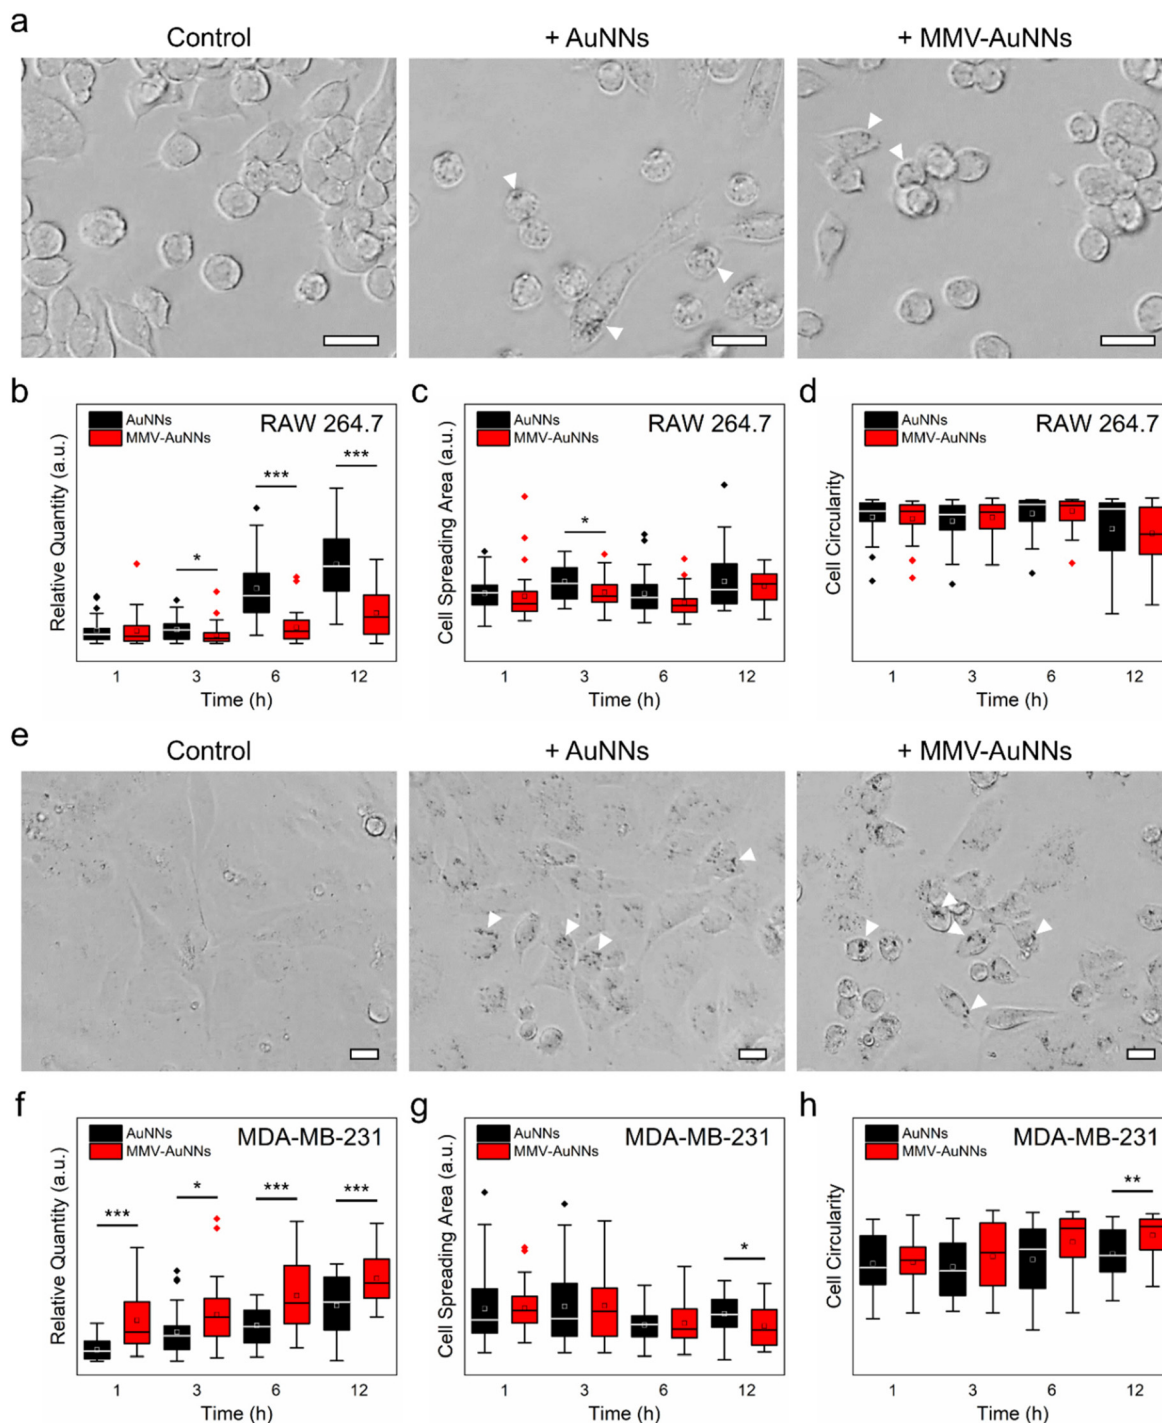 a
Control
+ AuNNs
+ MMV-AuNNs
b
AuNNs
MMV-AuNNs
RAW 264.7
Relative Quantity (a.u.)
*
***
***
1 3 6 12
Time (h)
c
AuNNs
MMV-AuNNs
RAW 264.7
Cell Spreading Area (a.u.)
*
1 3 6 12
Time (h)
d
AuNNs
MMV-AuNNs
RAW 264.7
Cell Circularity
1 3 6 12
Time (h)
e
Control
+ AuNNs
+ MMV-AuNNs
f
AuNNs
MMV-AuNNs
MDA-MB-231
Relative Quantity (a.u.)
***
*
***
***
1 3 6 12
Time (h)
g
AuNNs
MMV-AuNNs
MDA-MB-231
Cell Spreading Area (a.u.)
*
1 3 6 12
Time (h)
h
AuNNs
MMV-AuNNs
MDA-MB-231
Cell Circularity
**
1 3 6 12
Time (h)